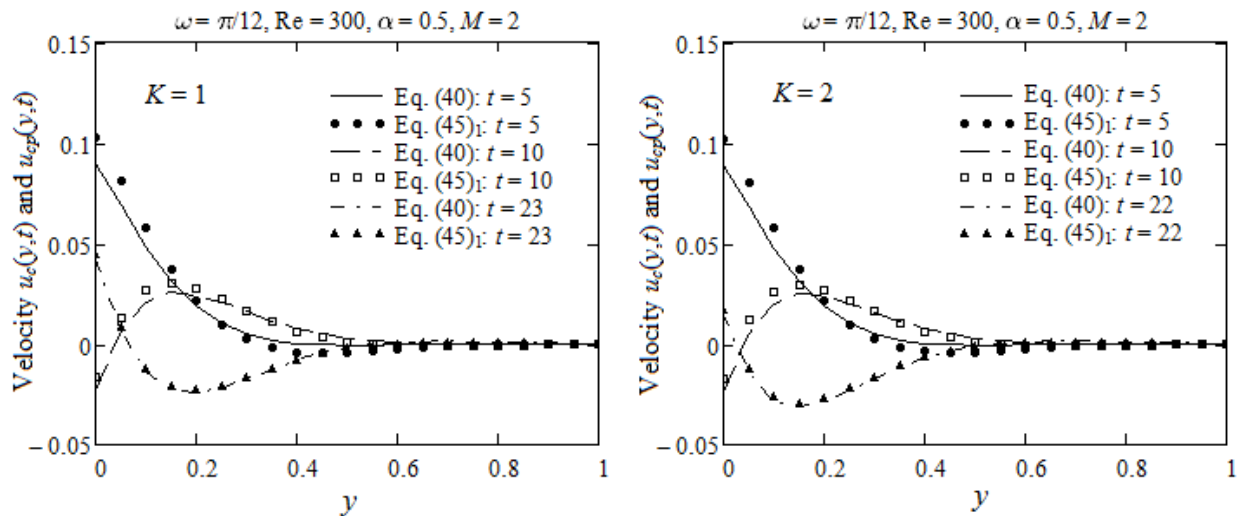 ω = π/12, Re = 300, α = 0.5, M = 2
Velocity u_c(y,t) and u_cp(y,t)
0.15
0.1
0.05
0
– 0.05
K = 1
Eq. (40): t = 5
Eq. (45)₁: t = 5
Eq. (40): t = 10
Eq. (45)₁: t = 10
Eq. (40): t = 23
Eq. (45)₁: t = 23
0 0.2 0.4 0.6 0.8 1
y
ω = π/12, Re = 300, α = 0.5, M = 2
Velocity u_c(y,t) and u_cp(y,t)
0.15
0.1
0.05
0
– 0.05
K = 2
Eq. (40): t = 5
Eq. (45)₁: t = 5
Eq. (40): t = 10
Eq. (45)₁: t = 10
Eq. (40): t = 22
Eq. (45)₁: t = 22
0 0.2 0.4 0.6 0.8 1
y